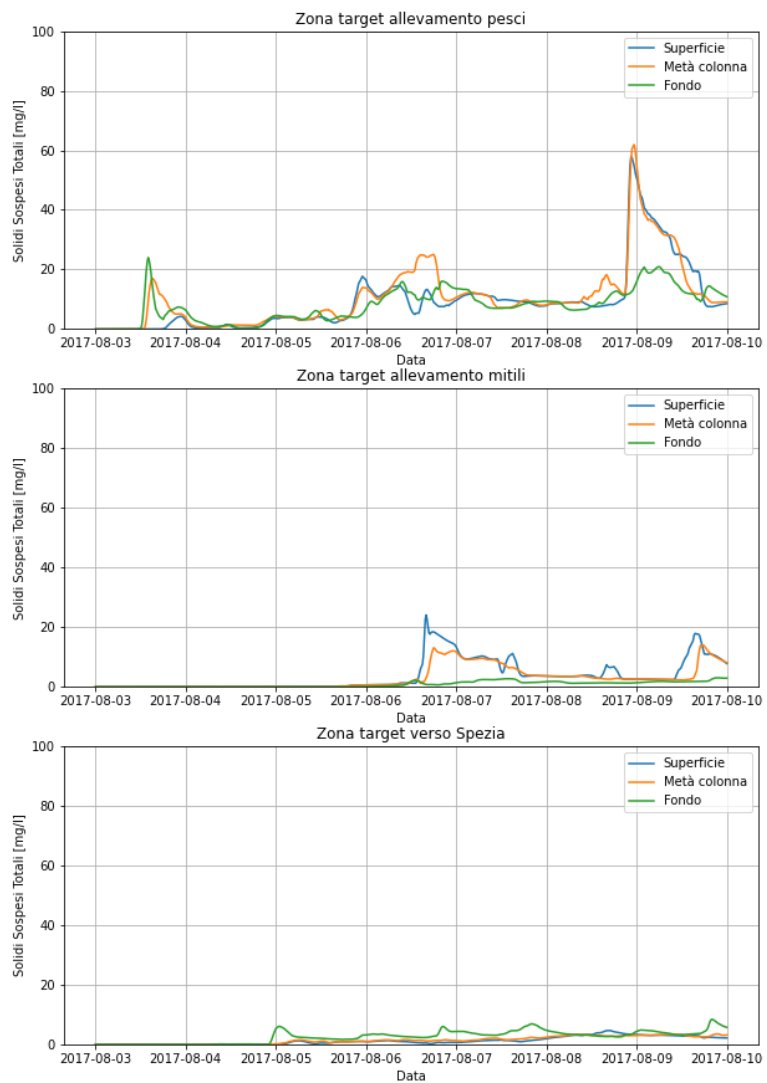 Zona target allevamento pesci
Solidi Sospesi Totali [mg/l]
100
80
60
40
20
0
Superficie
Metà colonna
Fondo
2017-08-03 2017-08-04 2017-08-05 2017-08-06 2017-08-07 2017-08-08 2017-08-09 2017-08-10
Data
Zona target allevamento mitili
Solidi Sospesi Totali [mg/l]
100
80
60
40
20
0
Superficie
Metà colonna
Fondo
2017-08-03 2017-08-04 2017-08-05 2017-08-06 2017-08-07 2017-08-08 2017-08-09 2017-08-10
Data
Zona target verso Spezia
Solidi Sospesi Totali [mg/l]
100
80
60
40
20
0
Superficie
Metà colonna
Fondo
2017-08-03 2017-08-04 2017-08-05 2017-08-06 2017-08-07 2017-08-08 2017-08-09 2017-08-10
Data